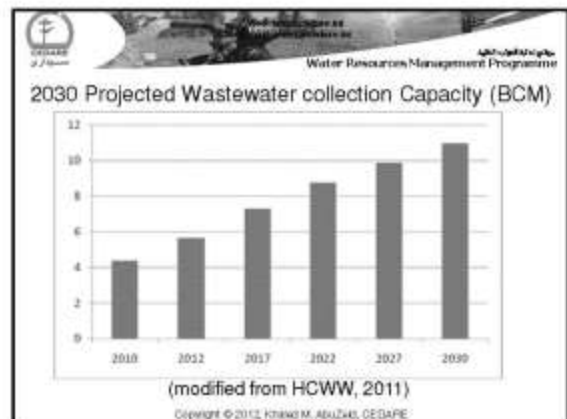 CEDARE
سيداري
Water Resources Management Programme
2030 Projected Wastewater collection Capacity (BCM)
12
10
8
6
4
2
0
2010 2012 2017 2022 2027 2030
(modified from HCWW, 2011)
Copyright © 2012, Khaled M. AbuZeid, CEDARE